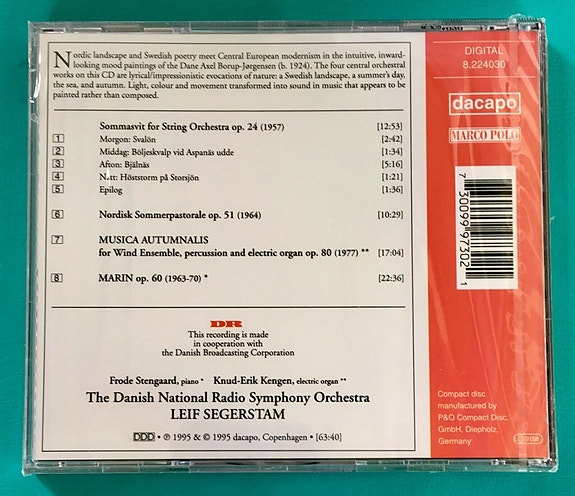 Nordic landscape and Swedish poetry meet Central European modernism in the intuitive, inward-
looking mood paintings of the Dane Axel Borup-Jørgensen (b. 1924). The four central orchestral
works on this CD are lyrical/impressionistic evocations of nature: a Swedish landscape, a summer's day,
the sea, and autumn. Light, colour and movement transformed into sound in music that appears to be
painted rather than composed.
Sommasvit for String Orchestra op. 24 (1957) [12:53]
1 Morgon: Svalön [2:42]
2 Middag: Böljeskvalp vid Aspanäs udde [1:34]
3 Afton: Bjälnäs [5:16]
4 Natt: Höststorm på Storsjön [1:21]
5 Epilog [1:36]
6 Nordisk Sommerpastorale op. 51 (1964) [10:29]
7 MUSICA AUTUMNALIS
for Wind Ensemble, percussion and electric organ op. 80 (1977) ** [17:04]
8 MARIN op. 60 (1963-70) * [22:36]
DR
This recording is made
in cooperation with
the Danish Broadcasting Corporation
Frode Stengaard, piano * Knud-Erik Kengen, electric organ **
The Danish National Radio Symphony Orchestra
LEIF SEGERSTAM
DDD • ℗ 1995 & © 1995 dacapo, Copenhagen • [63:40]
DIGITAL
8.224030
dacapo
MARCO POLO
7 30099 97302 1
Compact disc
manufactured by
P&O Compact Disc.
GmbH, Diepholz,
Germany